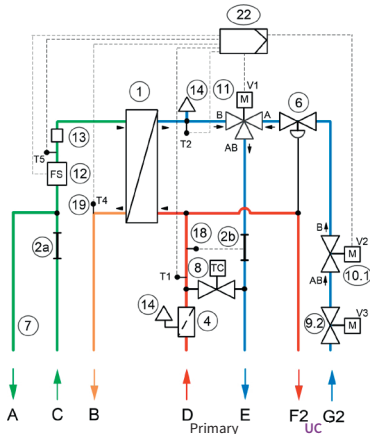 22
1
14
11
V1
M
6
13
B
A
T5
T2
AB
FS
12
19
T4
2a
18
2b
B
V2
M
8
TC
10.1
T1
AB
14
7
4
9.2
V3
M
A C B D E F2 G2
Primary UC